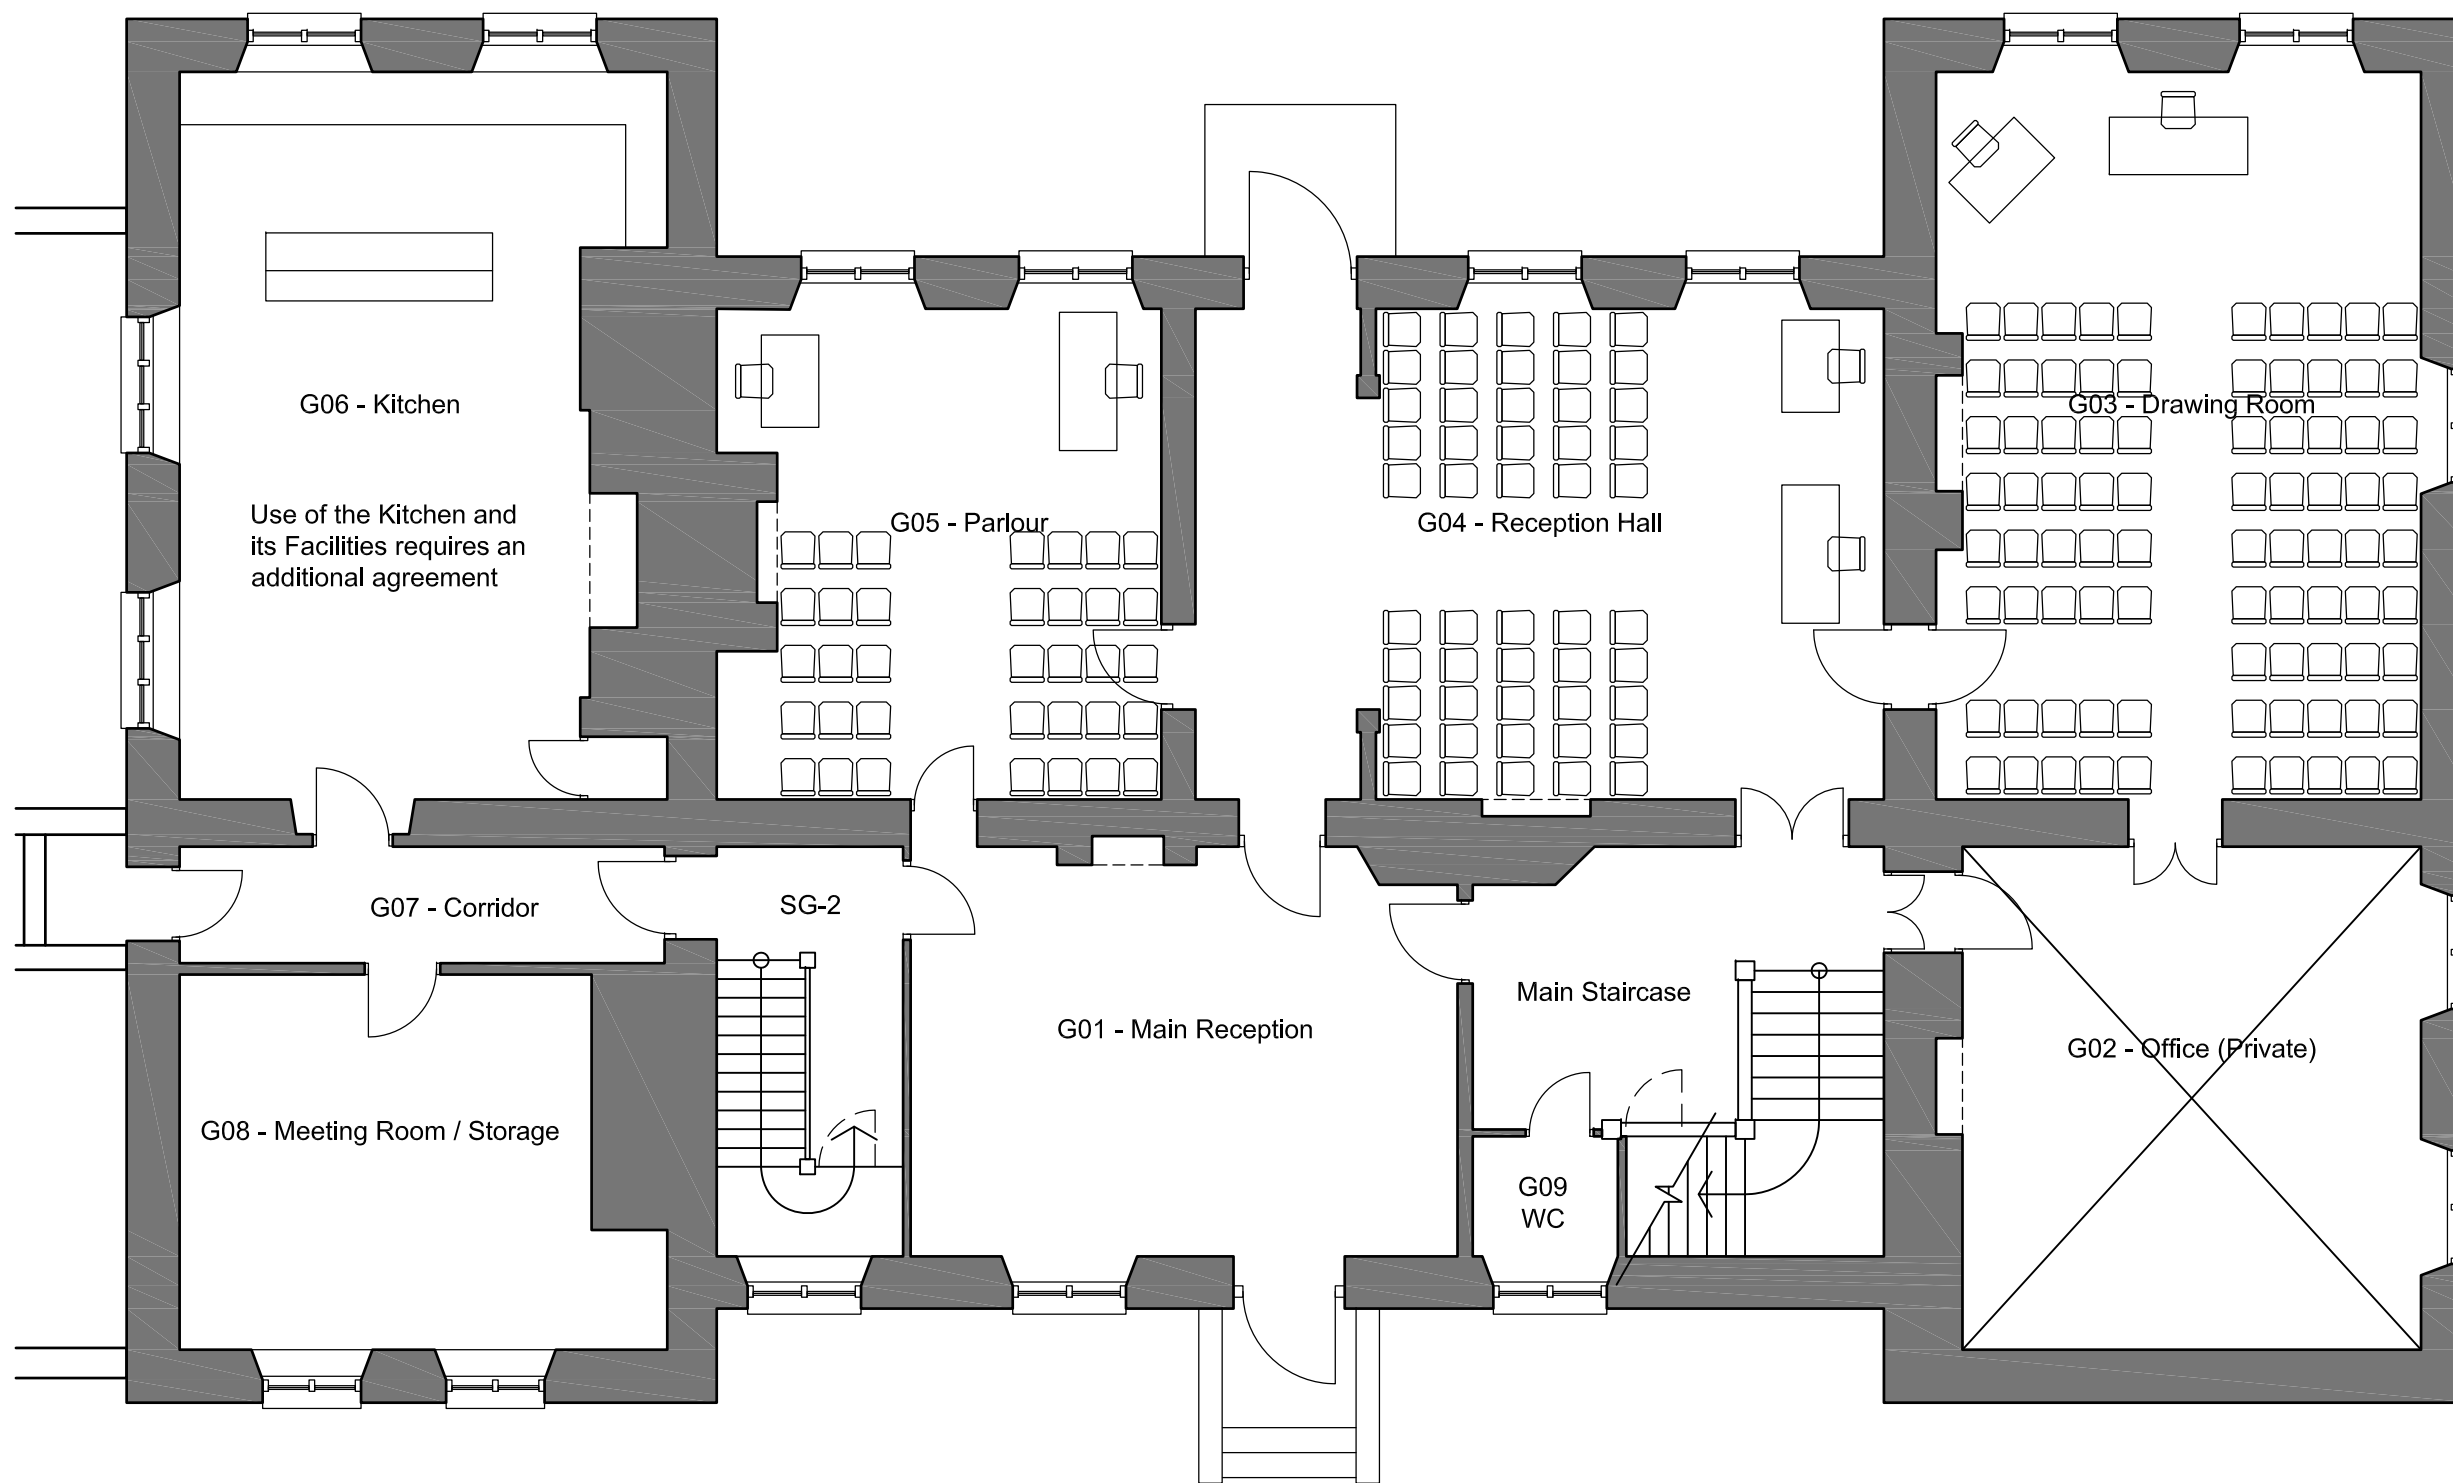 G06 - Kitchen
G03 - Drawing Room
Use of the Kitchen and
its Facilities requires an
additional agreement
G05 - Parlour
G04 - Reception Hall
G07 - Corridor
SG-2
Main Staircase
G01 - Main Reception
G02 - Office (Private)
G08 - Meeting Room / Storage
G09
WC